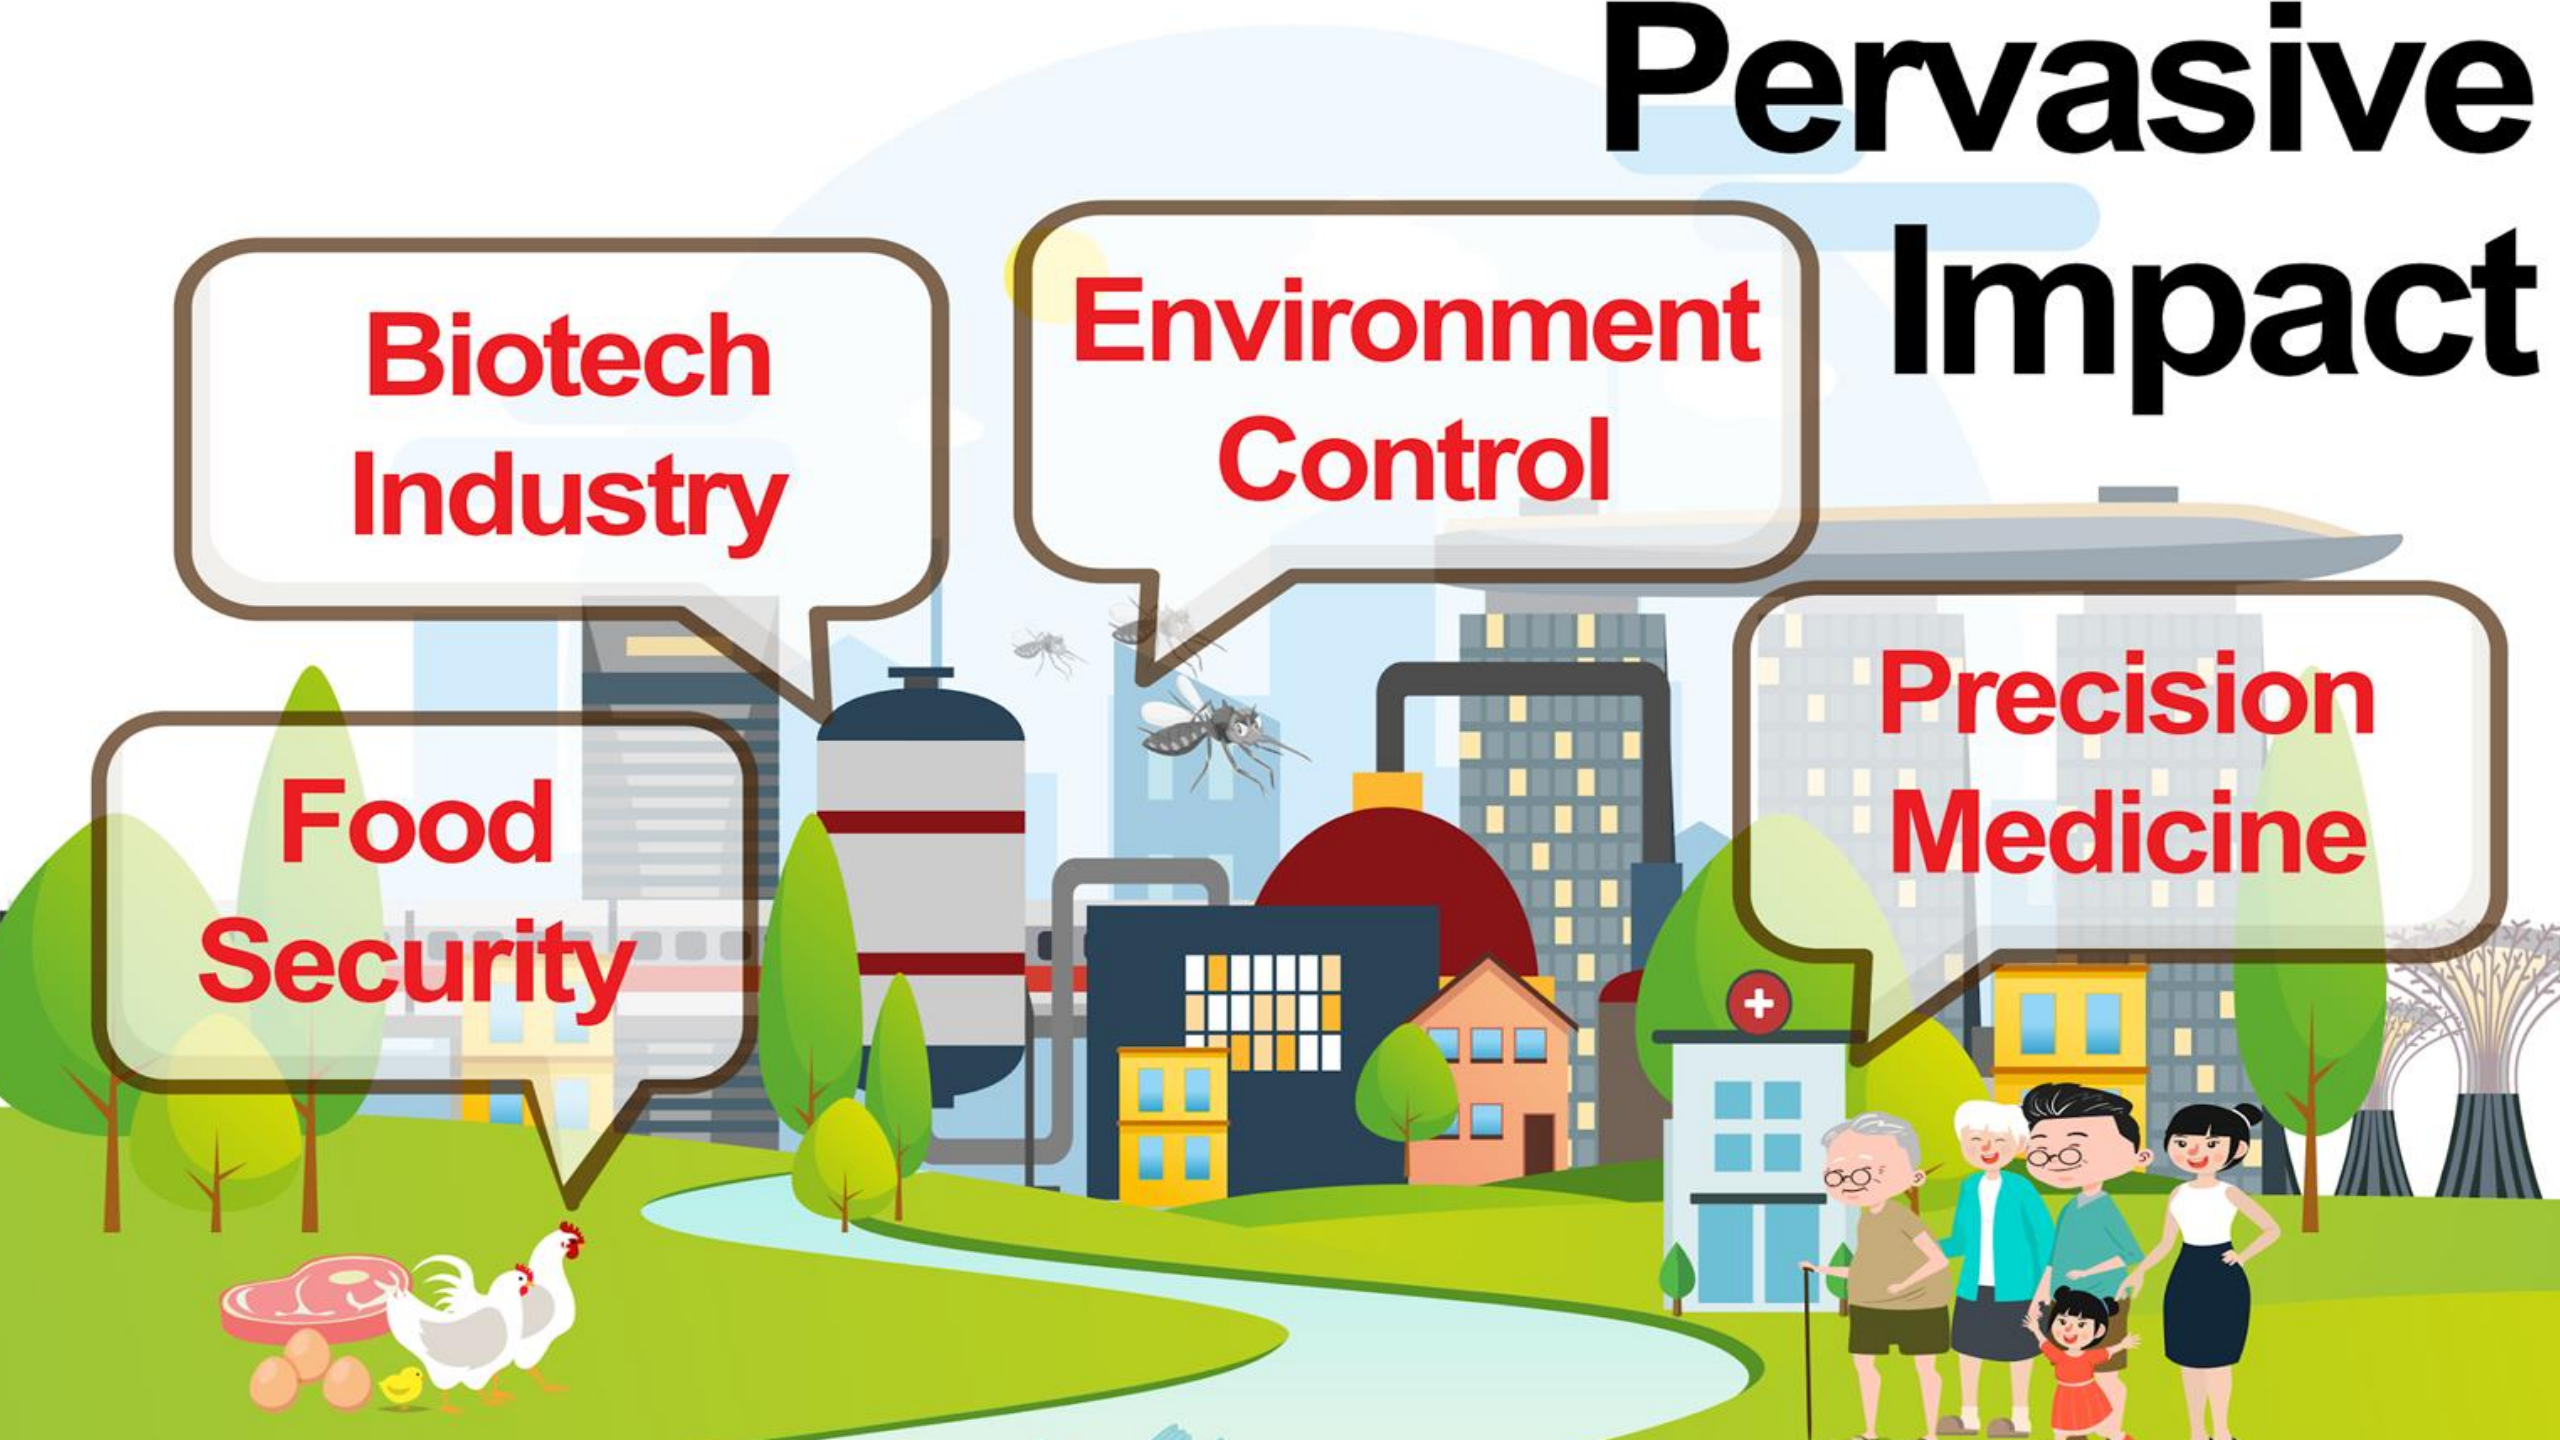 Pervasive
Impact
Biotech
Industry
Environment
Control
Food
Security
Precision
Medicine